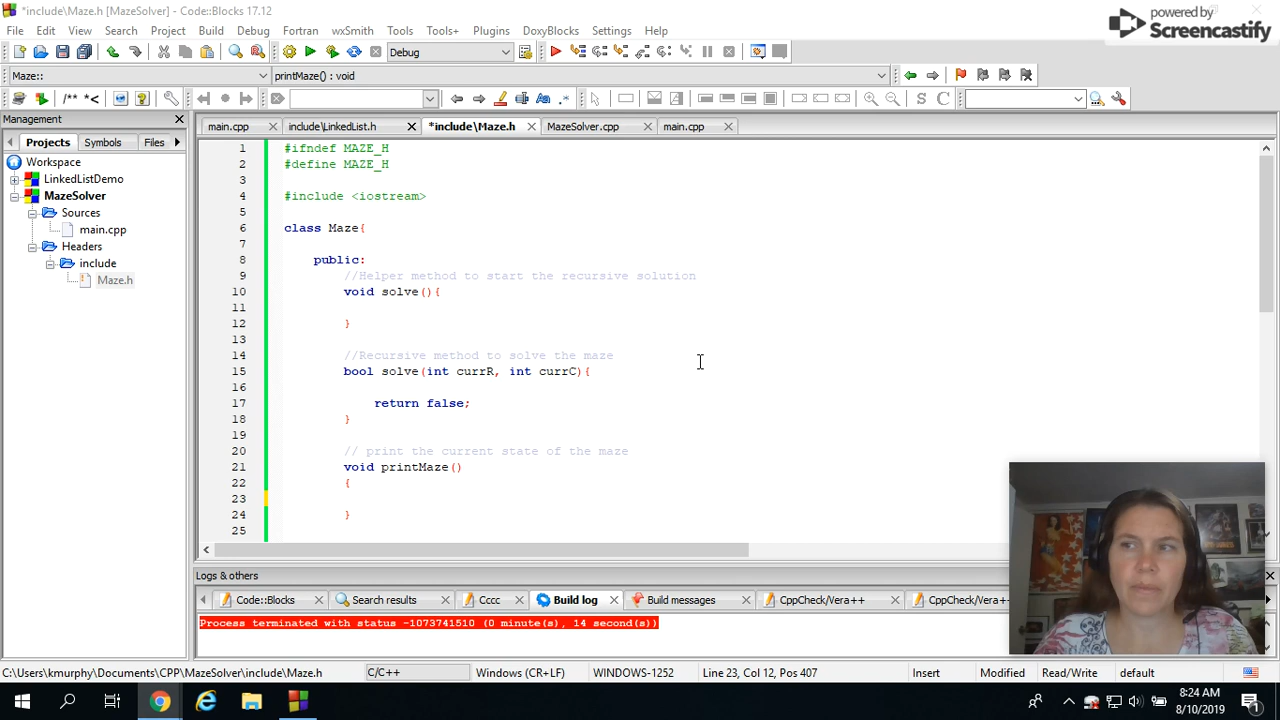 *include\Maze.h [MazeSolver] - Code::Blocks 17.12
powered by
Screencastify
File Edit View Search Project Build Debug Fortran wxSmith Tools Tools+ Plugins DoxyBlocks Settings Help
Debug
Maze:: printMaze() : void
/** *< .* S C
Management
main.cpp include\LinkedList.h *include\Maze.h MazeSolver.cpp main.cpp
Projects Symbols Files
Workspace
LinkedListDemo
MazeSolver
Sources
main.cpp
Headers
include
Maze.h
1 #ifndef MAZE_H
2 #define MAZE_H
3
4 #include <iostream>
5
6 class Maze{
7
8 public:
9 //Helper method to start the recursive solution
10 void solve(){
11
12 }
13
14 //Recursive method to solve the maze
15 bool solve(int currR, int currC){
16
17 return false;
18 }
19
20 // print the current state of the maze
21 void printMaze()
22 {
23
24 }
25
Logs & others
Code::Blocks Search results Cccc Build log Build messages CppCheck/Vera++ CppCheck/Vera+
Process terminated with status -1073741510 (0 minute(s), 14 second(s))
C:\Users\kmurphy\Documents\CPP\MazeSolver\include\Maze.h C/C++ Windows (CR+LF) WINDOWS-1252 Line 23, Col 12, Pos 407 Insert Modified Read/Write default
8:24 AM
8/10/2019